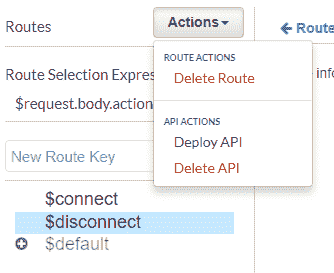 Routes
Actions
Route
ROUTE ACTIONS
Delete Route
info
Route Selection Expre
$request.body.action
API ACTIONS
Deploy API
Delete API
New Route Key
$connect
$disconnect
$default